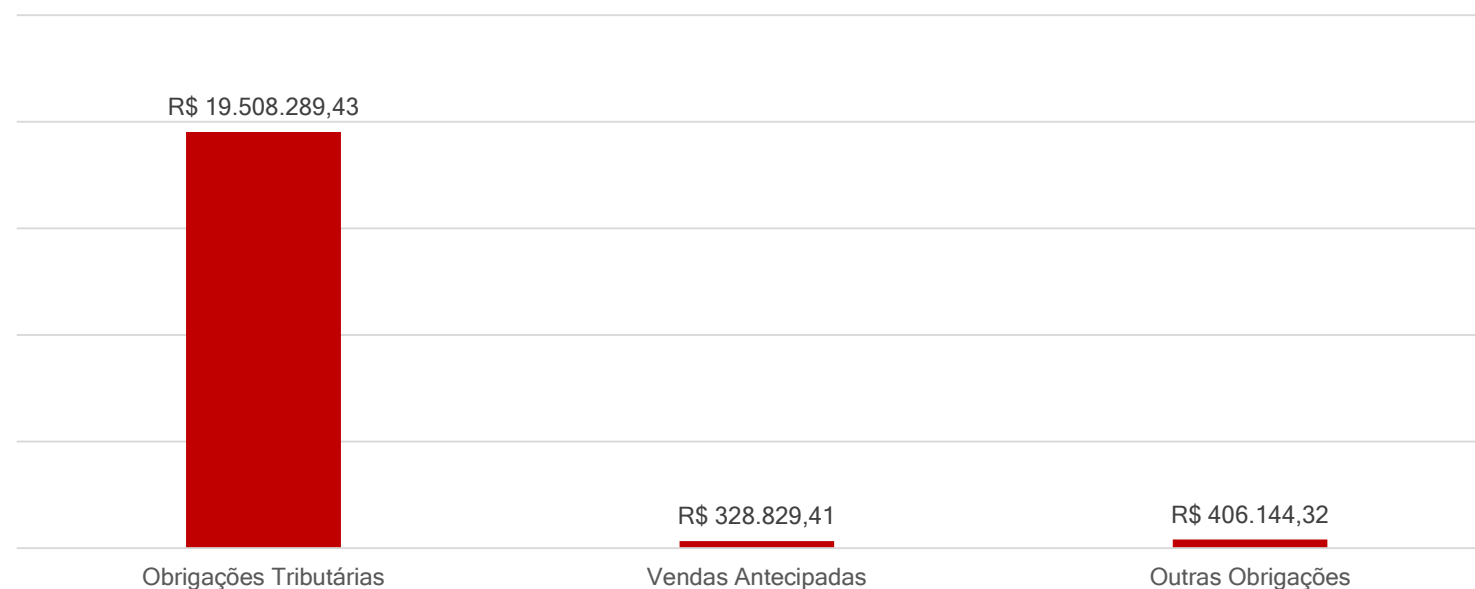 R$ 19.508.289,43
R$ 328.829,41
R$ 406.144,32
Obrigações Tributárias
Vendas Antecipadas
Outras Obrigações